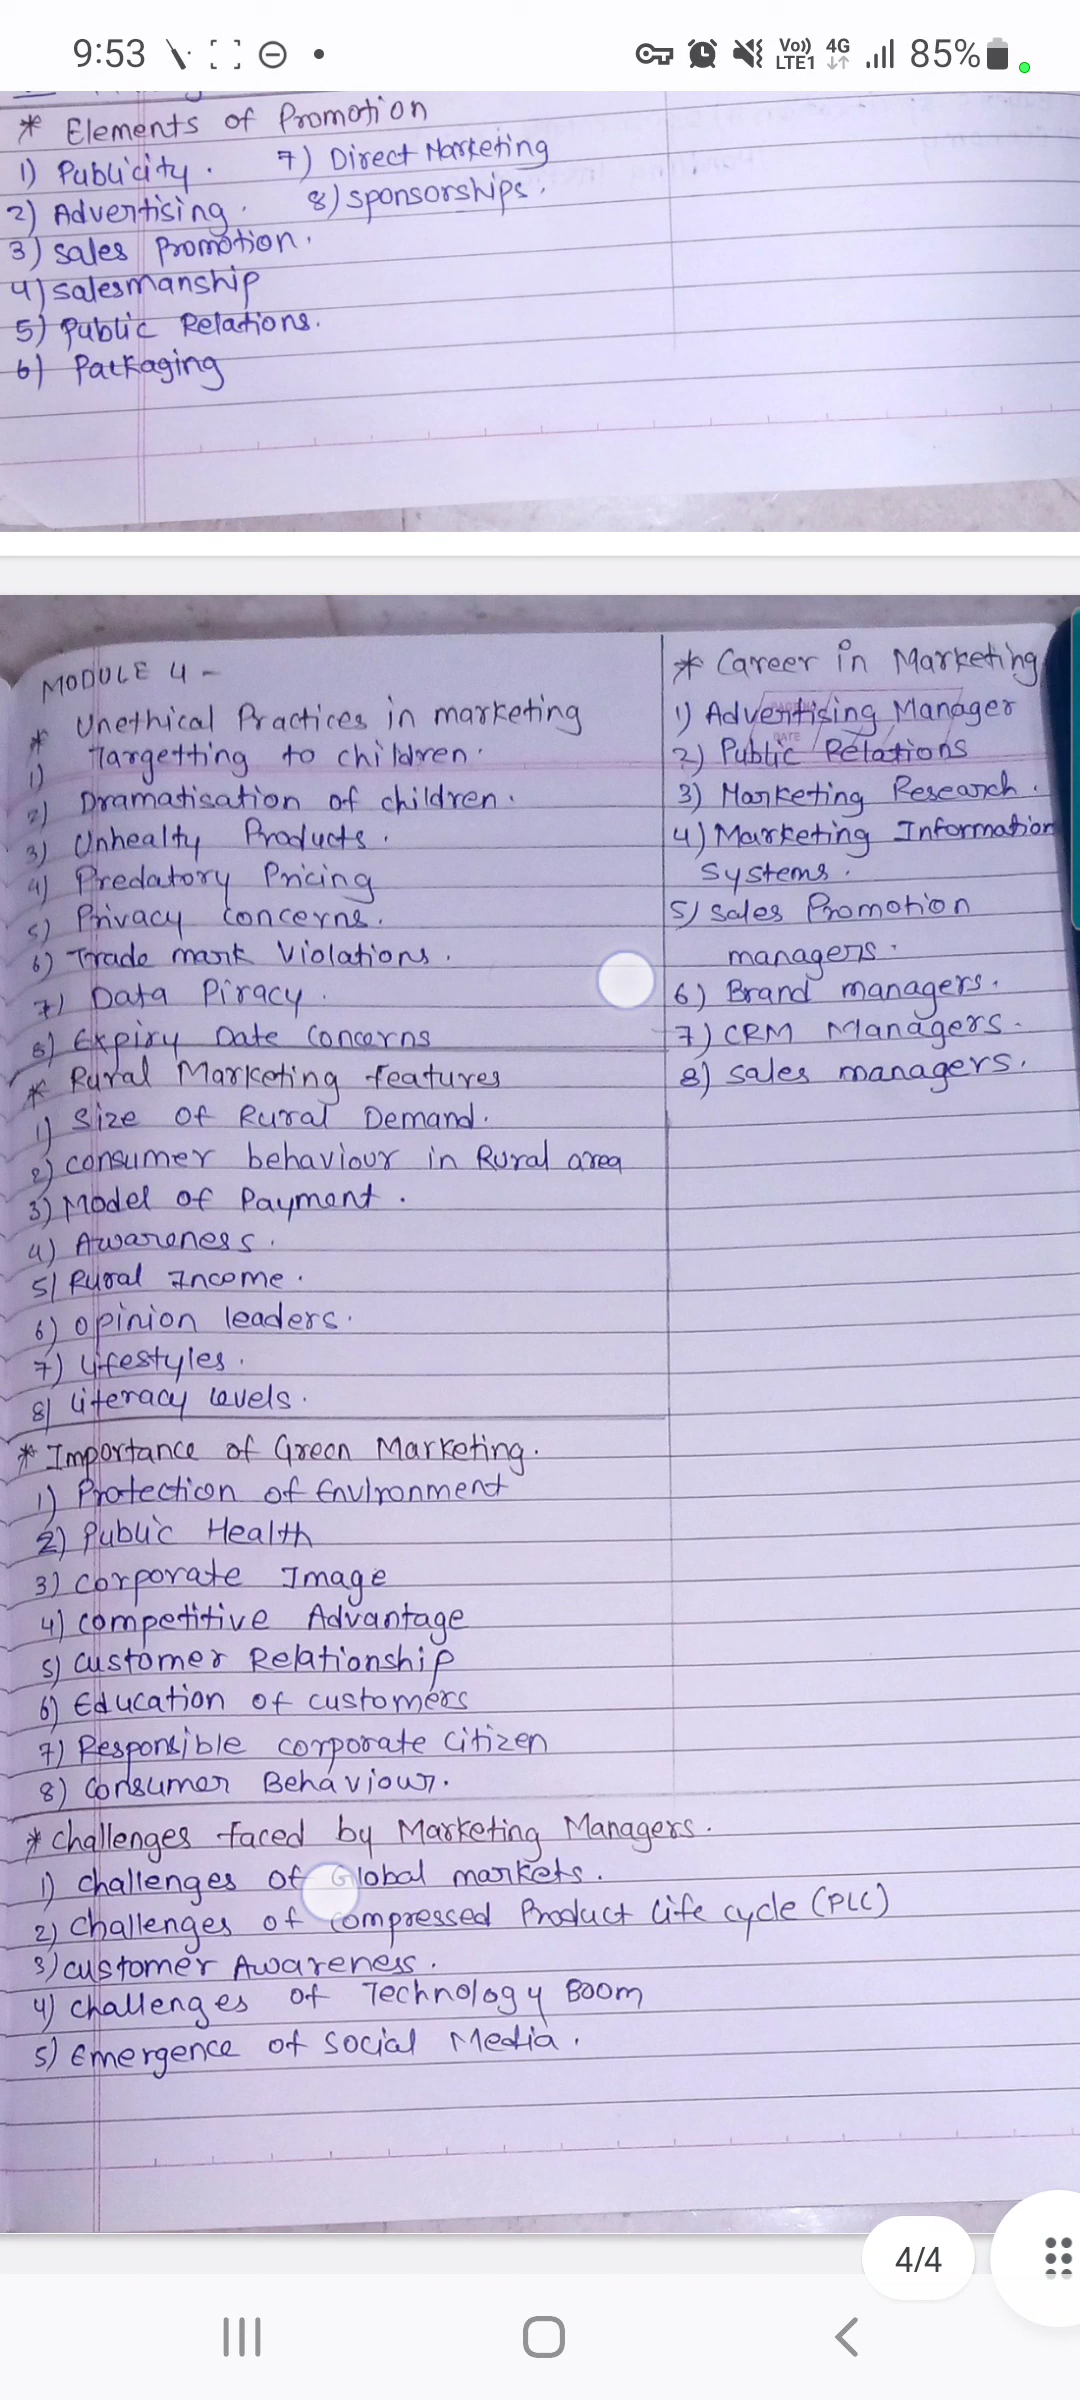 9:53
Vo)) LTE1 4G 85%
* Elements of Promotion
1) Publicity. 7) Direct Marketing
2) Advertising. 8) sponsorships.
3) sales Promotion.
4) salesmanship
5) Public Relations.
6) Packaging
MODULE 4 -
* Unethical Practices in marketing
1) Targetting to children.
2) Dramatisation of children.
3) Unhealty Products.
4) Predatory Pricing
5) Privacy concerns.
6) Trade mark Violations.
7) Data Piracy.
8) Expiry Date Concerns
* Rural Marketing features
1) Size of Rural Demand.
2) consumer behaviour in Rural area
3) Model of Payment.
4) Awareness.
5) Rural Income.
6) opinion leaders.
7) Lifestyles.
8) literacy levels.
* Importance of Green Marketing.
1) Protection of Environment
2) Public Health
3) corporate Image
4) competitive Advantage
5) customer Relationship
6) Education of customers
7) Responsible corporate citizen
8) Consumer Behaviour.
* Challenges faced by Marketing Managers.
1) challenges of Global markets.
2) Challenges of compressed Product life cycle (PLC)
3) customer Awareness.
4) challenges of Technology Boom
5) Emergence of social Media.
* Career in Marketing
1) Advertising Manager
DATE
2) Public Relations
3) Marketing Research.
4) Marketing Information
Systems.
5) sales Promotion
managers.
6) Brand managers.
7) CRM Managers.
8) sales managers.
4/4